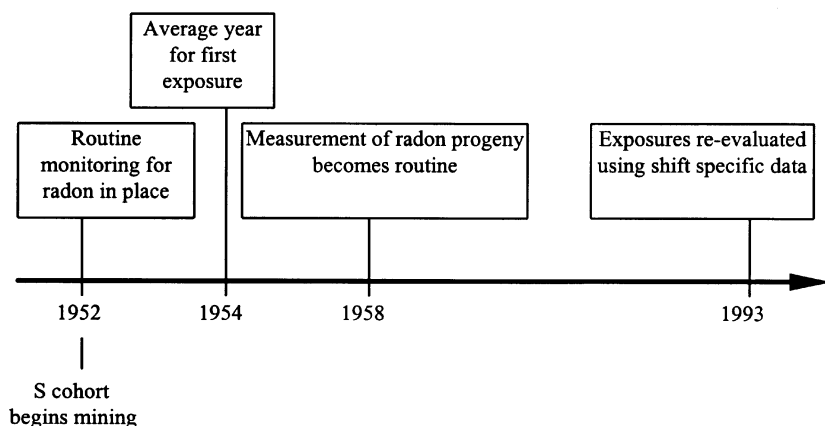 Average year
for first
exposure
Routine
monitoring for
radon in place
Measurement of radon progeny
becomes routine
Exposures re-evaluated
using shift specific data
1952
1954
1958
1993
S cohort
begins mining